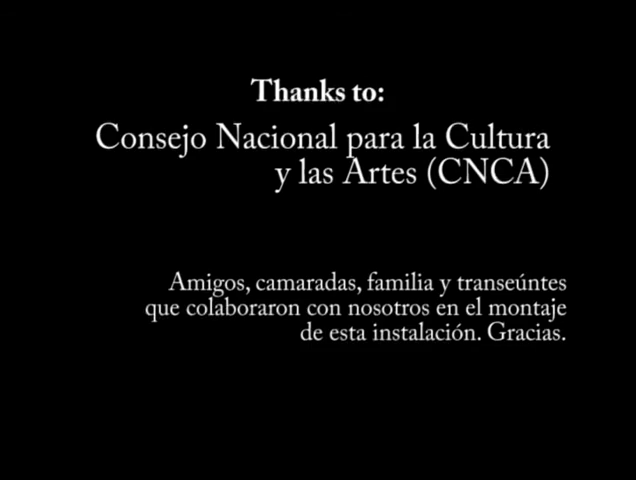 Thanks to:
Consejo Nacional para la Cultura
y las Artes (CNCA)
Amigos, camaradas, familia y transeúntes
que colaboraron con nosotros en el montaje
de esta instalación. Gracias.